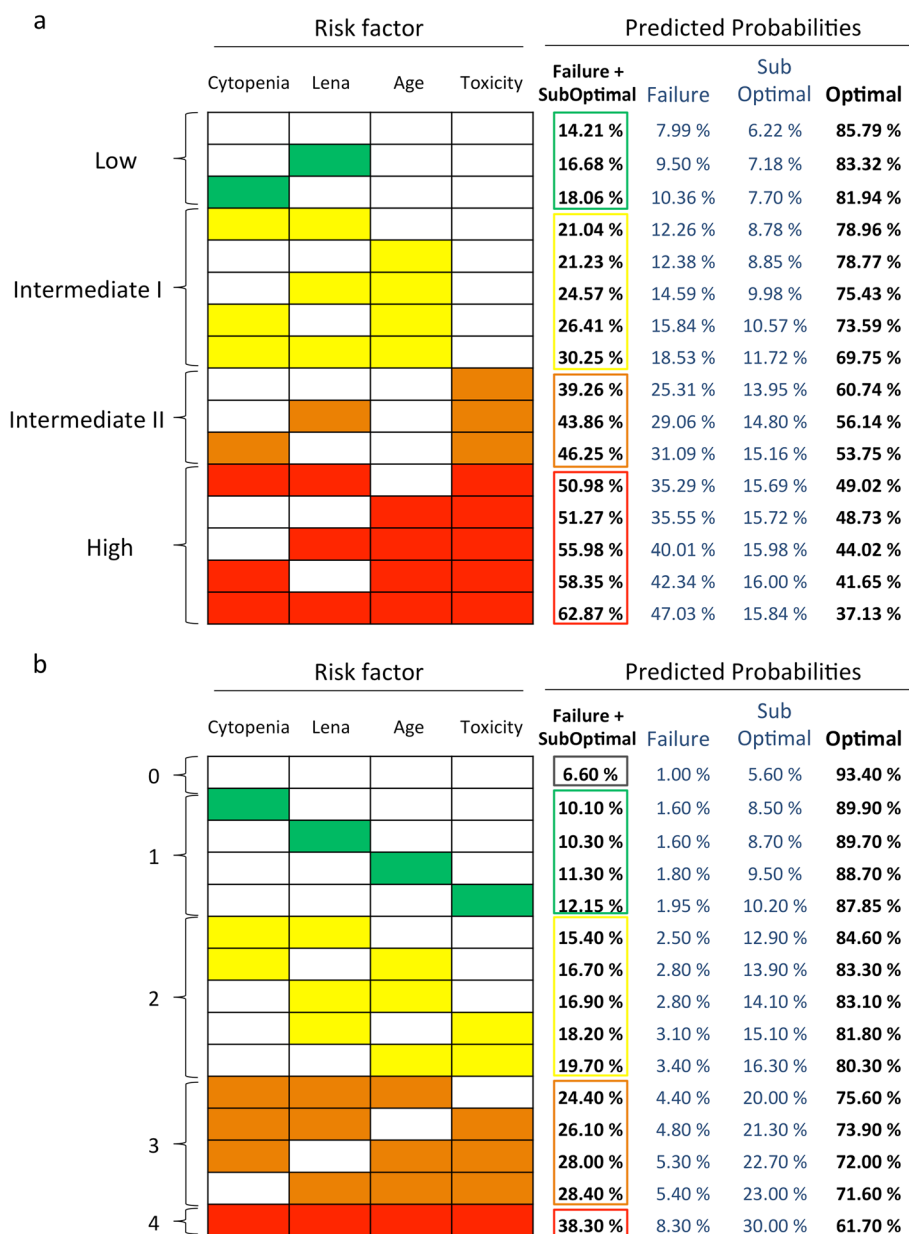 a
Risk factor Predicted Probabilities
Cytopenia Lena Age Toxicity Failure + SubOptimal Failure Sub Optimal Optimal
Low
14.21 % 7.99 % 6.22 % 85.79 %
16.68 % 9.50 % 7.18 % 83.32 %
18.06 % 10.36 % 7.70 % 81.94 %
Intermediate I
21.04 % 12.26 % 8.78 % 78.96 %
21.23 % 12.38 % 8.85 % 78.77 %
24.57 % 14.59 % 9.98 % 75.43 %
26.41 % 15.84 % 10.57 % 73.59 %
30.25 % 18.53 % 11.72 % 69.75 %
Intermediate II
39.26 % 25.31 % 13.95 % 60.74 %
43.86 % 29.06 % 14.80 % 56.14 %
46.25 % 31.09 % 15.16 % 53.75 %
High
50.98 % 35.29 % 15.69 % 49.02 %
51.27 % 35.55 % 15.72 % 48.73 %
55.98 % 40.01 % 15.98 % 44.02 %
58.35 % 42.34 % 16.00 % 41.65 %
62.87 % 47.03 % 15.84 % 37.13 %
b
Risk factor Predicted Probabilities
Cytopenia Lena Age Toxicity Failure + SubOptimal Failure Sub Optimal Optimal
0
6.60 % 1.00 % 5.60 % 93.40 %
1
10.10 % 1.60 % 8.50 % 89.90 %
10.30 % 1.60 % 8.70 % 89.70 %
11.30 % 1.80 % 9.50 % 88.70 %
12.15 % 1.95 % 10.20 % 87.85 %
2
15.40 % 2.50 % 12.90 % 84.60 %
16.70 % 2.80 % 13.90 % 83.30 %
16.90 % 2.80 % 14.10 % 83.10 %
18.20 % 3.10 % 15.10 % 81.80 %
19.70 % 3.40 % 16.30 % 80.30 %
3
24.40 % 4.40 % 20.00 % 75.60 %
26.10 % 4.80 % 21.30 % 73.90 %
28.00 % 5.30 % 22.70 % 72.00 %
28.40 % 5.40 % 23.00 % 71.60 %
4
38.30 % 8.30 % 30.00 % 61.70 %